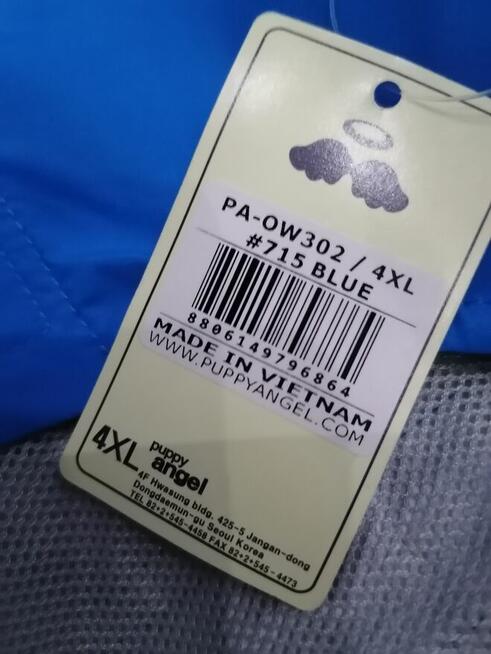 PA-OW302 / 4XL
#715 BLUE
8806149796864
MADE IN VIETNAM
WWW.PUPPYANGEL.COM
4XL puppy angel
4F Hwasung bldg. 425-5 Jangan-dong
Dongdaemun-gu Seoul Korea
TEL 82+2+545-4458 FAX 82+2+545-4473